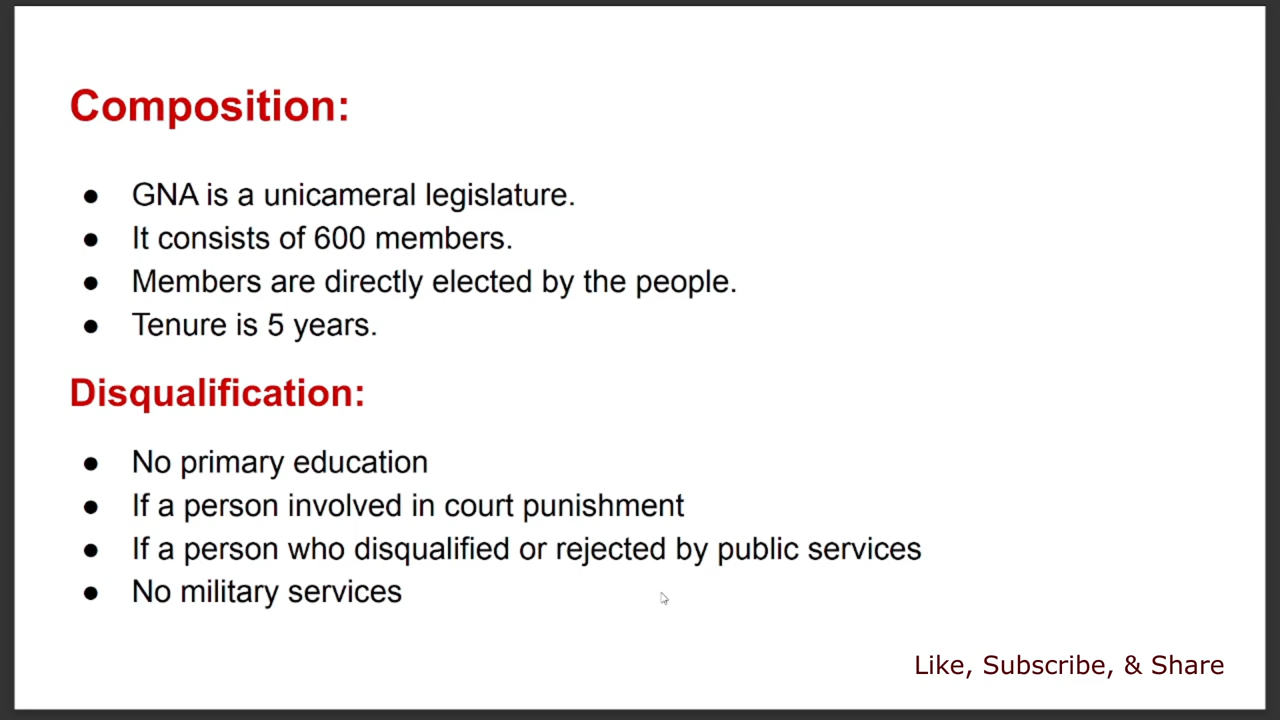 Composition:
● GNA is a unicameral legislature.
● It consists of 600 members.
● Members are directly elected by the people.
● Tenure is 5 years.
Disqualification:
● No primary education
● If a person involved in court punishment
● If a person who disqualified or rejected by public services
● No military services
Like, Subscribe, & Share